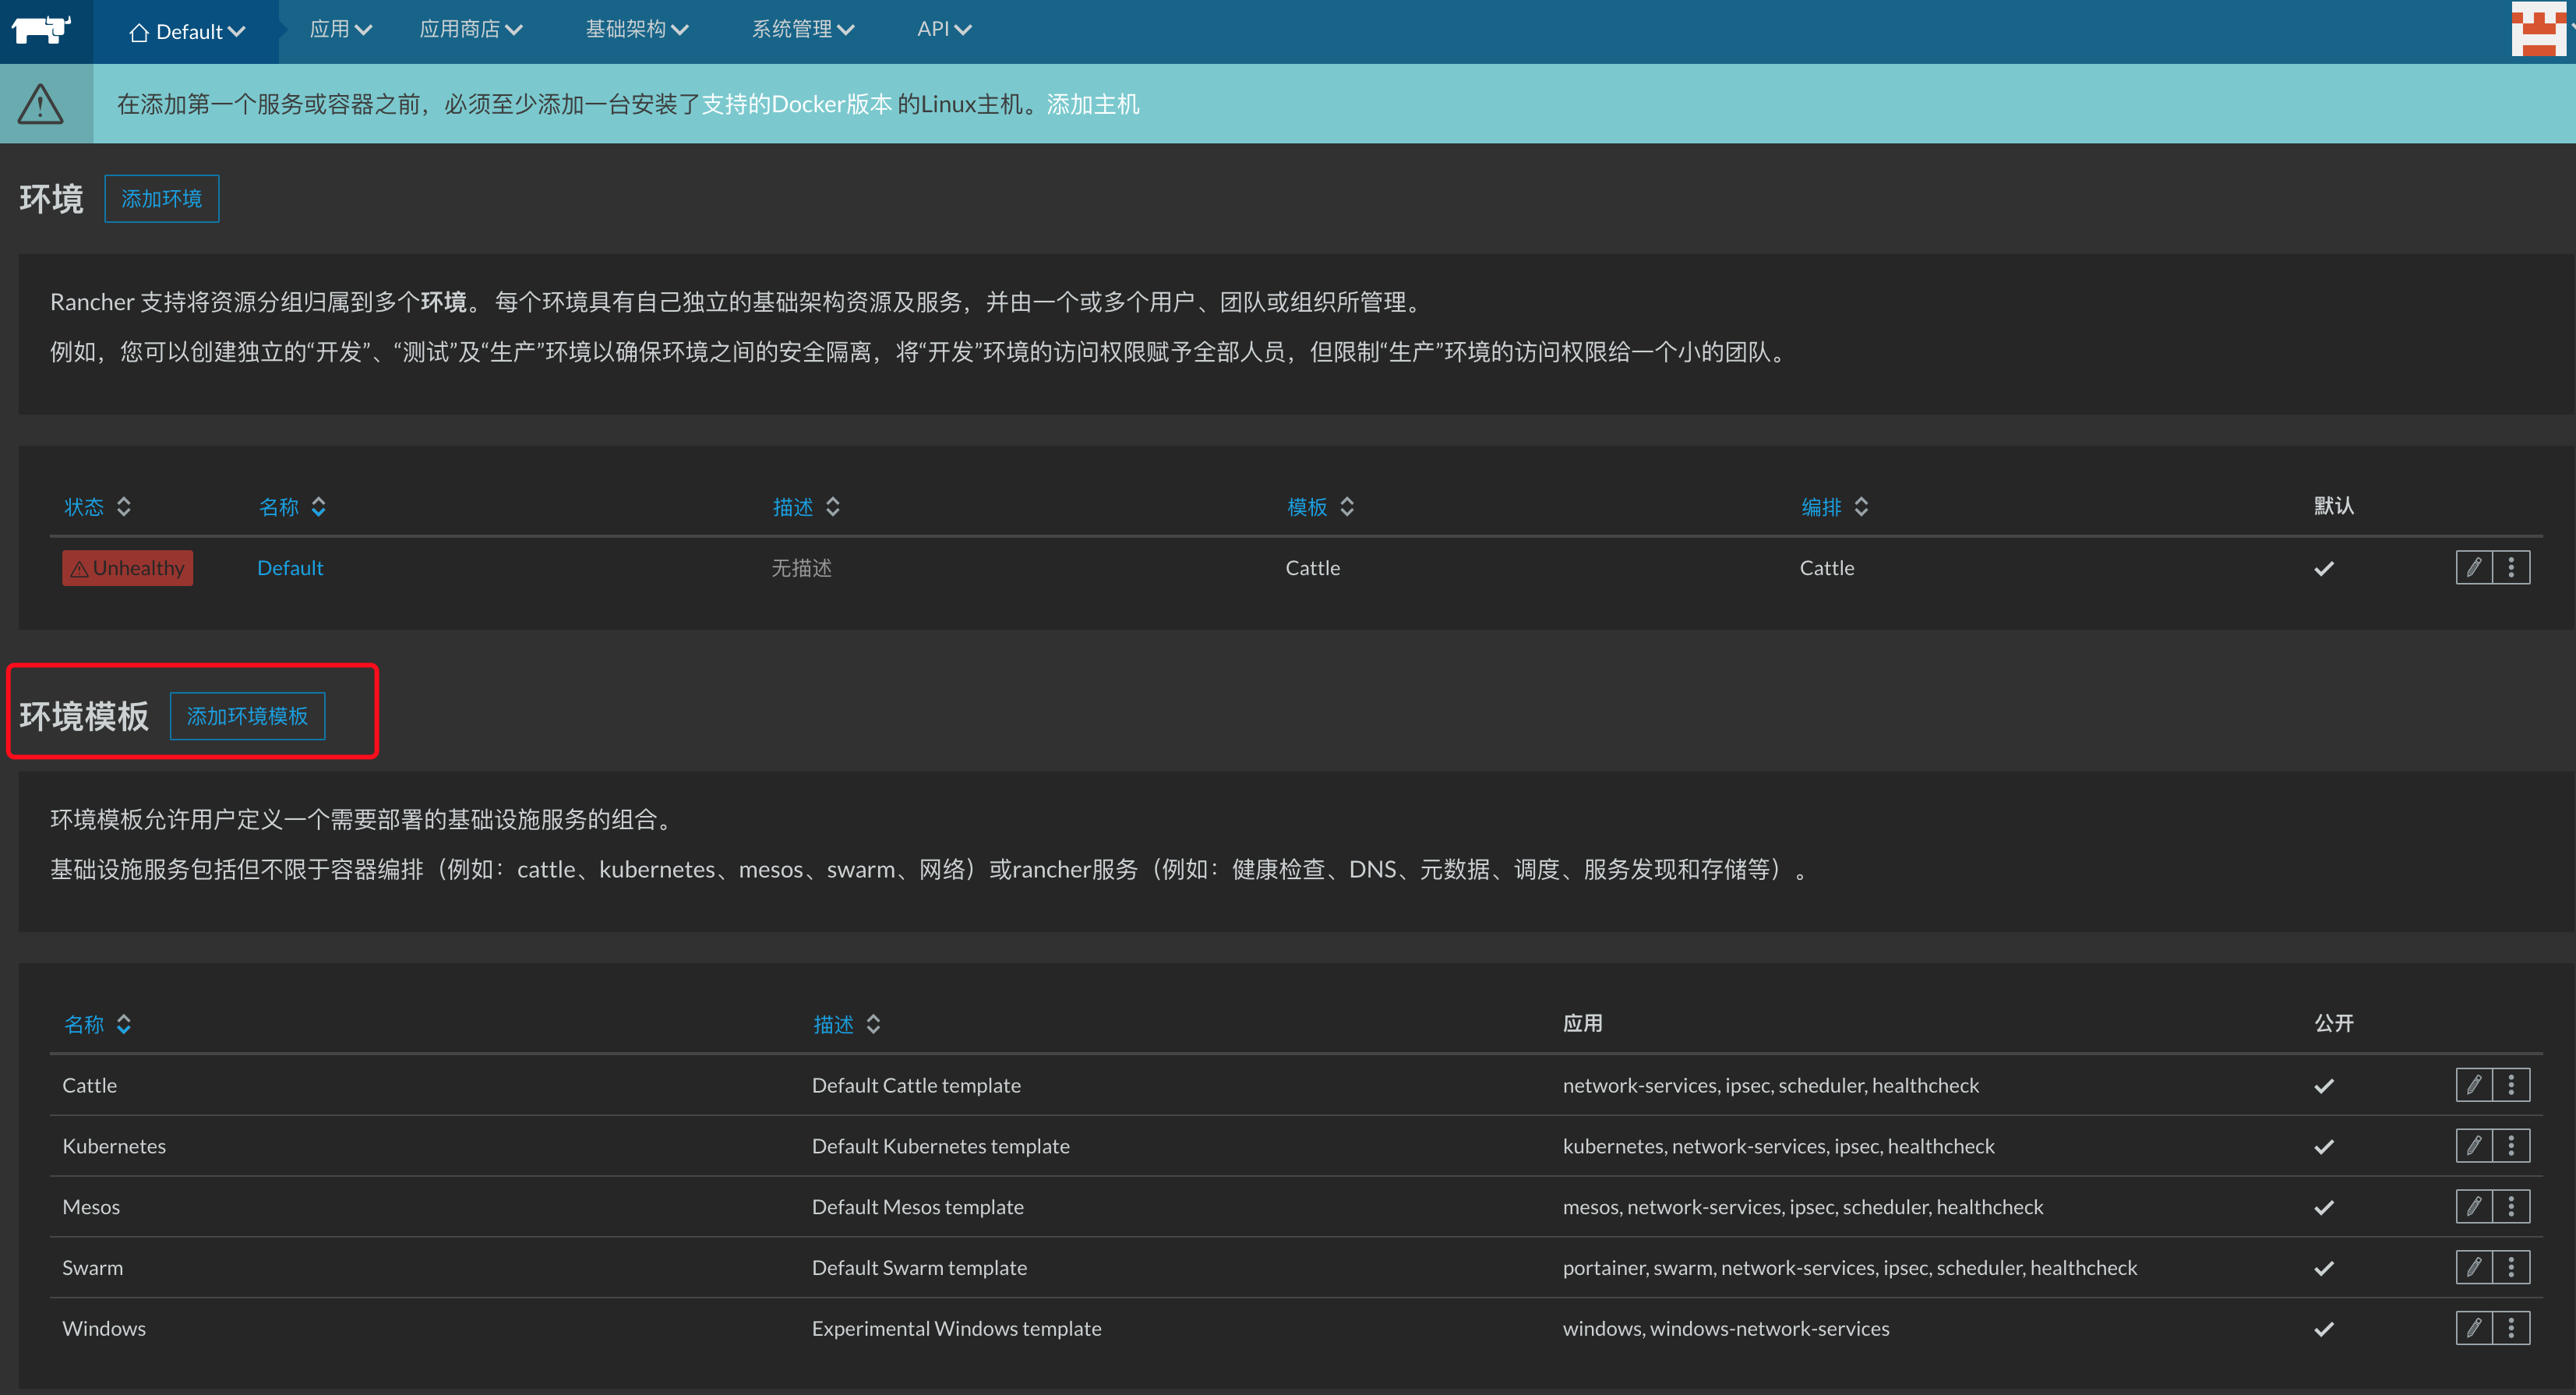 Default 应用 应用商店 基础架构 系统管理 API
在添加第一个服务或容器之前，必须至少添加一台安装了支持的Docker版本 的Linux主机。添加主机
环境 添加环境
Rancher 支持将资源分组归属到多个环境。 每个环境具有自己独立的基础架构资源及服务，并由一个或多个用户、团队或组织所管理。
例如，您可以创建独立的“开发”、“测试”及“生产”环境以确保环境之间的安全隔离，将“开发”环境的访问权限赋予全部人员，但限制“生产”环境的访问权限给一个小的团队。
状态 名称 描述 模板 编排 默认
Unhealthy Default 无描述 Cattle Cattle
环境模板 添加环境模板
环境模板允许用户定义一个需要部署的基础设施服务的组合。
基础设施服务包括但不限于容器编排（例如：cattle、kubernetes、mesos、swarm、网络）或rancher服务（例如：健康检查、DNS、元数据、调度、服务发现和存储等）。
名称 描述 应用 公开
Cattle Default Cattle template network-services, ipsec, scheduler, healthcheck
Kubernetes Default Kubernetes template kubernetes, network-services, ipsec, healthcheck
Mesos Default Mesos template mesos, network-services, ipsec, scheduler, healthcheck
Swarm Default Swarm template portainer, swarm, network-services, ipsec, scheduler, healthcheck
Windows Experimental Windows template windows, windows-network-services